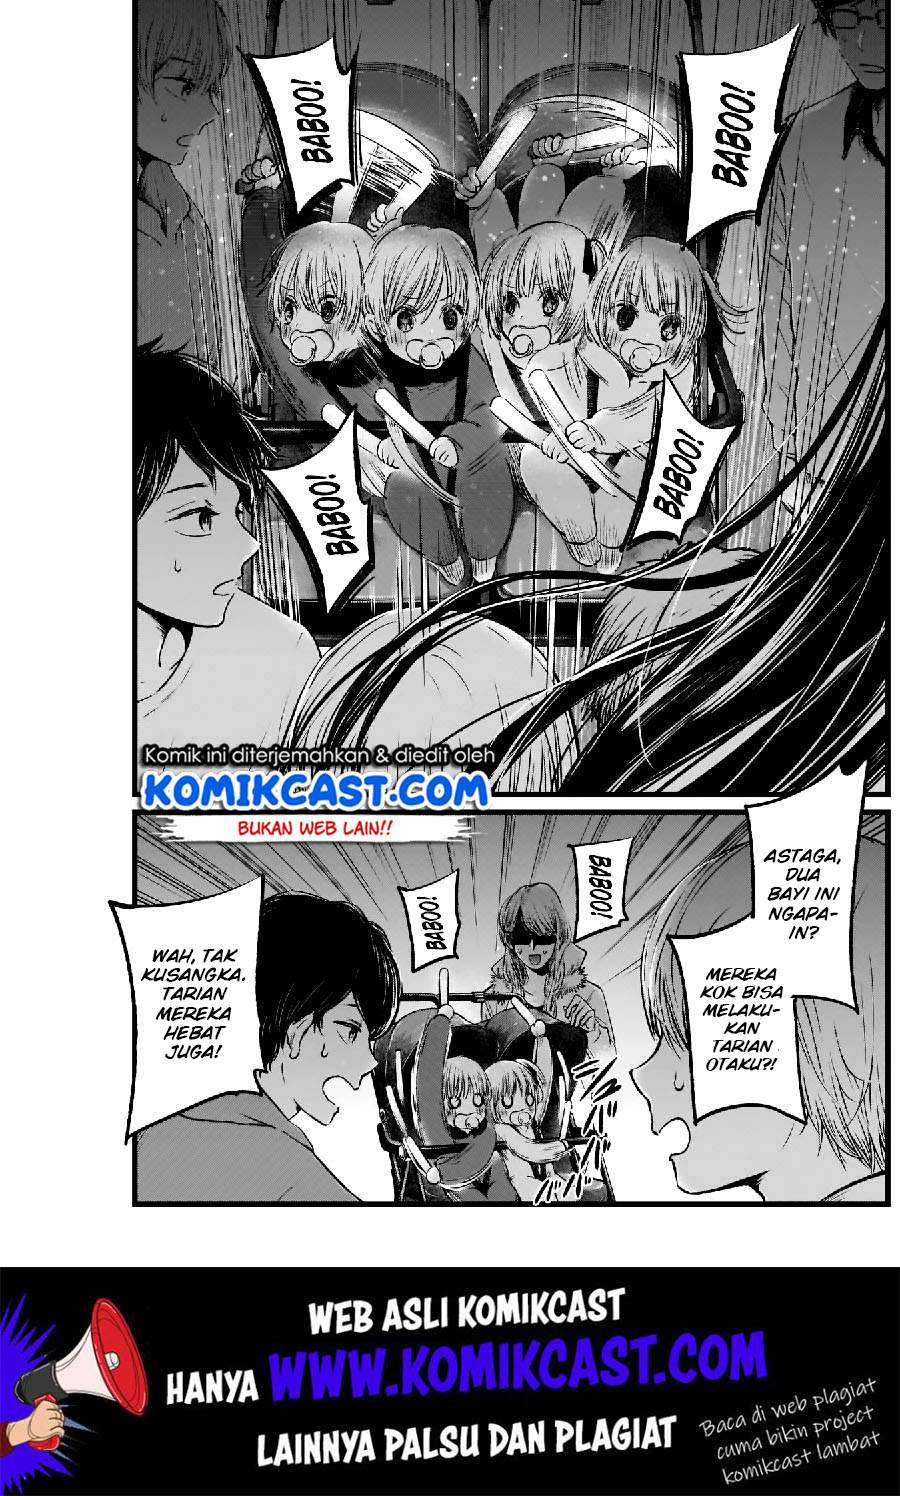 BABOO!
BABOO!
BABOO!
BABOO!
Komik ini diterjemahkan & diedit oleh
KOMIKCAST.COM
BUKAN WEB LAIN!!
ASTAGA,
DUA
BAYI INI
NGAPA-
IN?
MEREKA
KOK BISA
MELAKU-
KAN
TARIAN
OTAKU?!
BABOO!
BABOO!
WAH, TAK
KUSANGKA.
TARIAN
MEREKA
HEBAT
JUGA!
WEB ASLI KOMIKCAST
HANYA WWW.KOMIKCAST.COM
LAINNYA PALSU DAN PLAGIAT
Baca di web plagiat
cuma bikin project
komikcast lambat